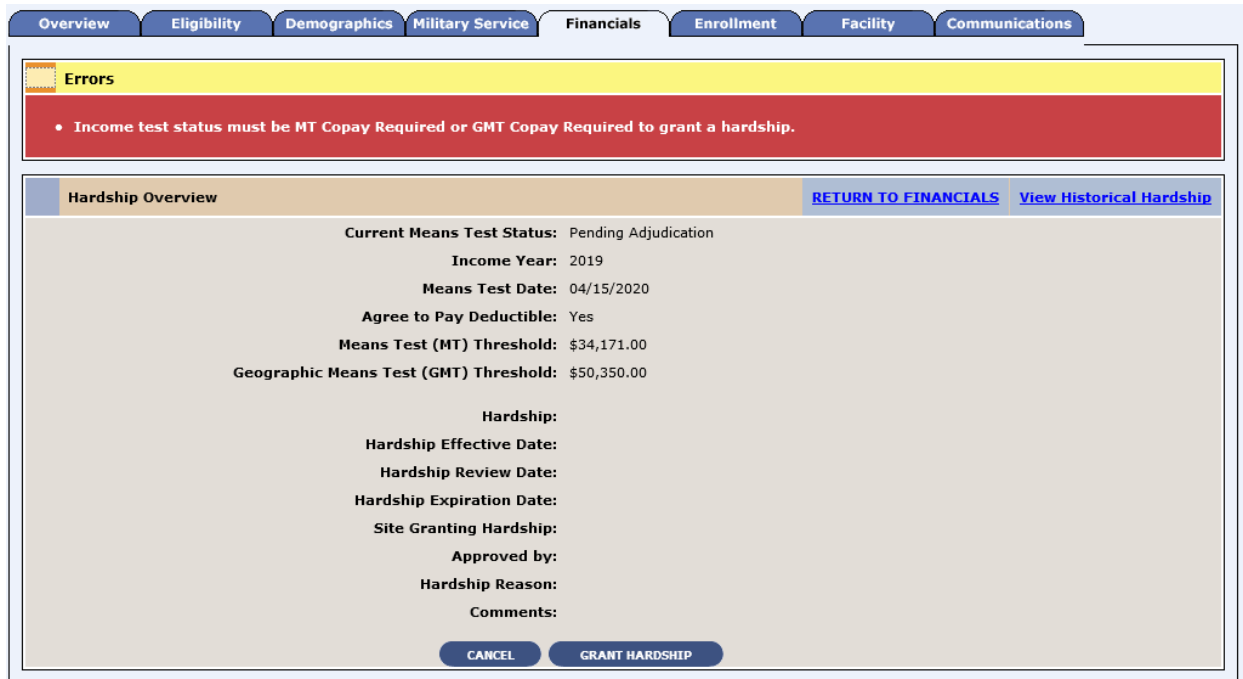 Overview Eligibility Demographics Military Service Financials Enrollment Facility Communications
Errors
• Income test status must be MT Copay Required or GMT Copay Required to grant a hardship.
Hardship Overview RETURN TO FINANCIALS View Historical Hardship
Current Means Test Status: Pending Adjudication
Income Year: 2019
Means Test Date: 04/15/2020
Agree to Pay Deductible: Yes
Means Test (MT) Threshold: $34,171.00
Geographic Means Test (GMT) Threshold: $50,350.00
Hardship:
Hardship Effective Date:
Hardship Review Date:
Hardship Expiration Date:
Site Granting Hardship:
Approved by:
Hardship Reason:
Comments:
CANCEL GRANT HARDSHIP